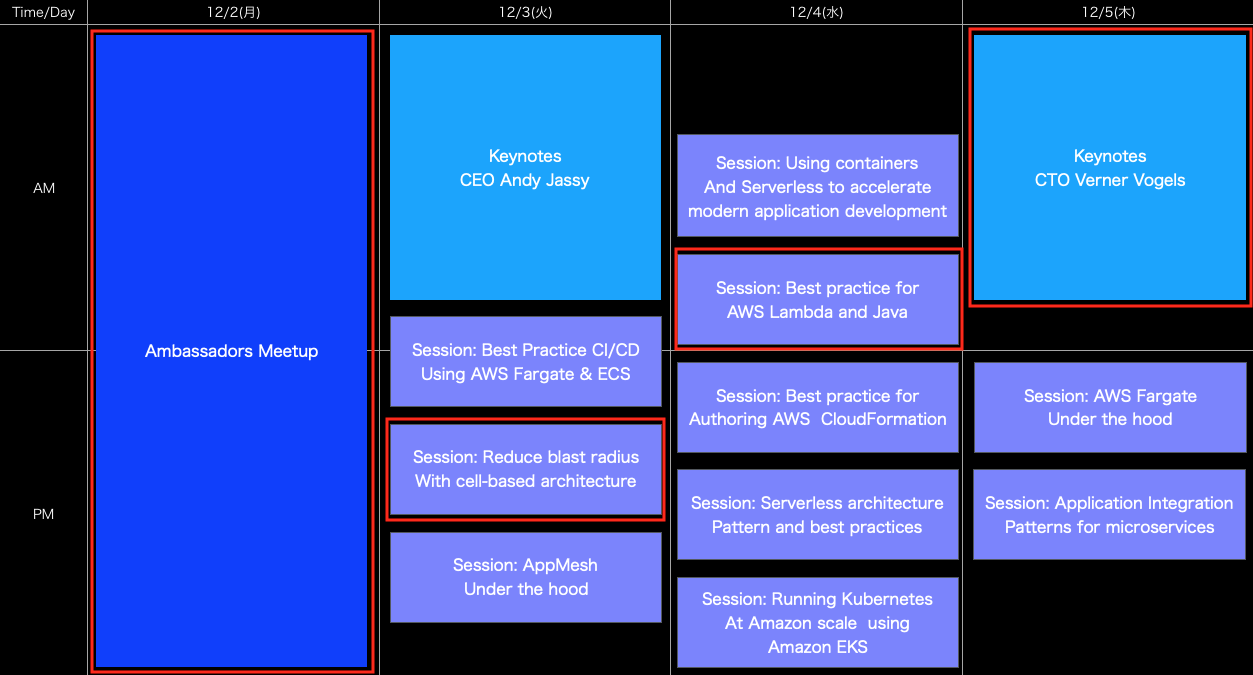 Time/Day
12/2(月)
12/3(火)
12/4(水)
12/5(木)
AM
PM
Ambassadors Meetup
Keynotes
CEO Andy Jassy
Session: Best Practice CI/CD
Using AWS Fargate & ECS
Session: Reduce blast radius
With cell-based architecture
Session: AppMesh
Under the hood
Session: Using containers
And Serverless to accelerate
modern application development
Session: Best practice for
AWS Lambda and Java
Session: Best practice for
Authoring AWS  CloudFormation
Session: Serverless architecture
Pattern and best practices
Session: Running Kubernetes
At Amazon scale  using
Amazon EKS
Keynotes
CTO Verner Vogels
Session: AWS Fargate
Under the hood
Session: Application Integration
Patterns for microservices